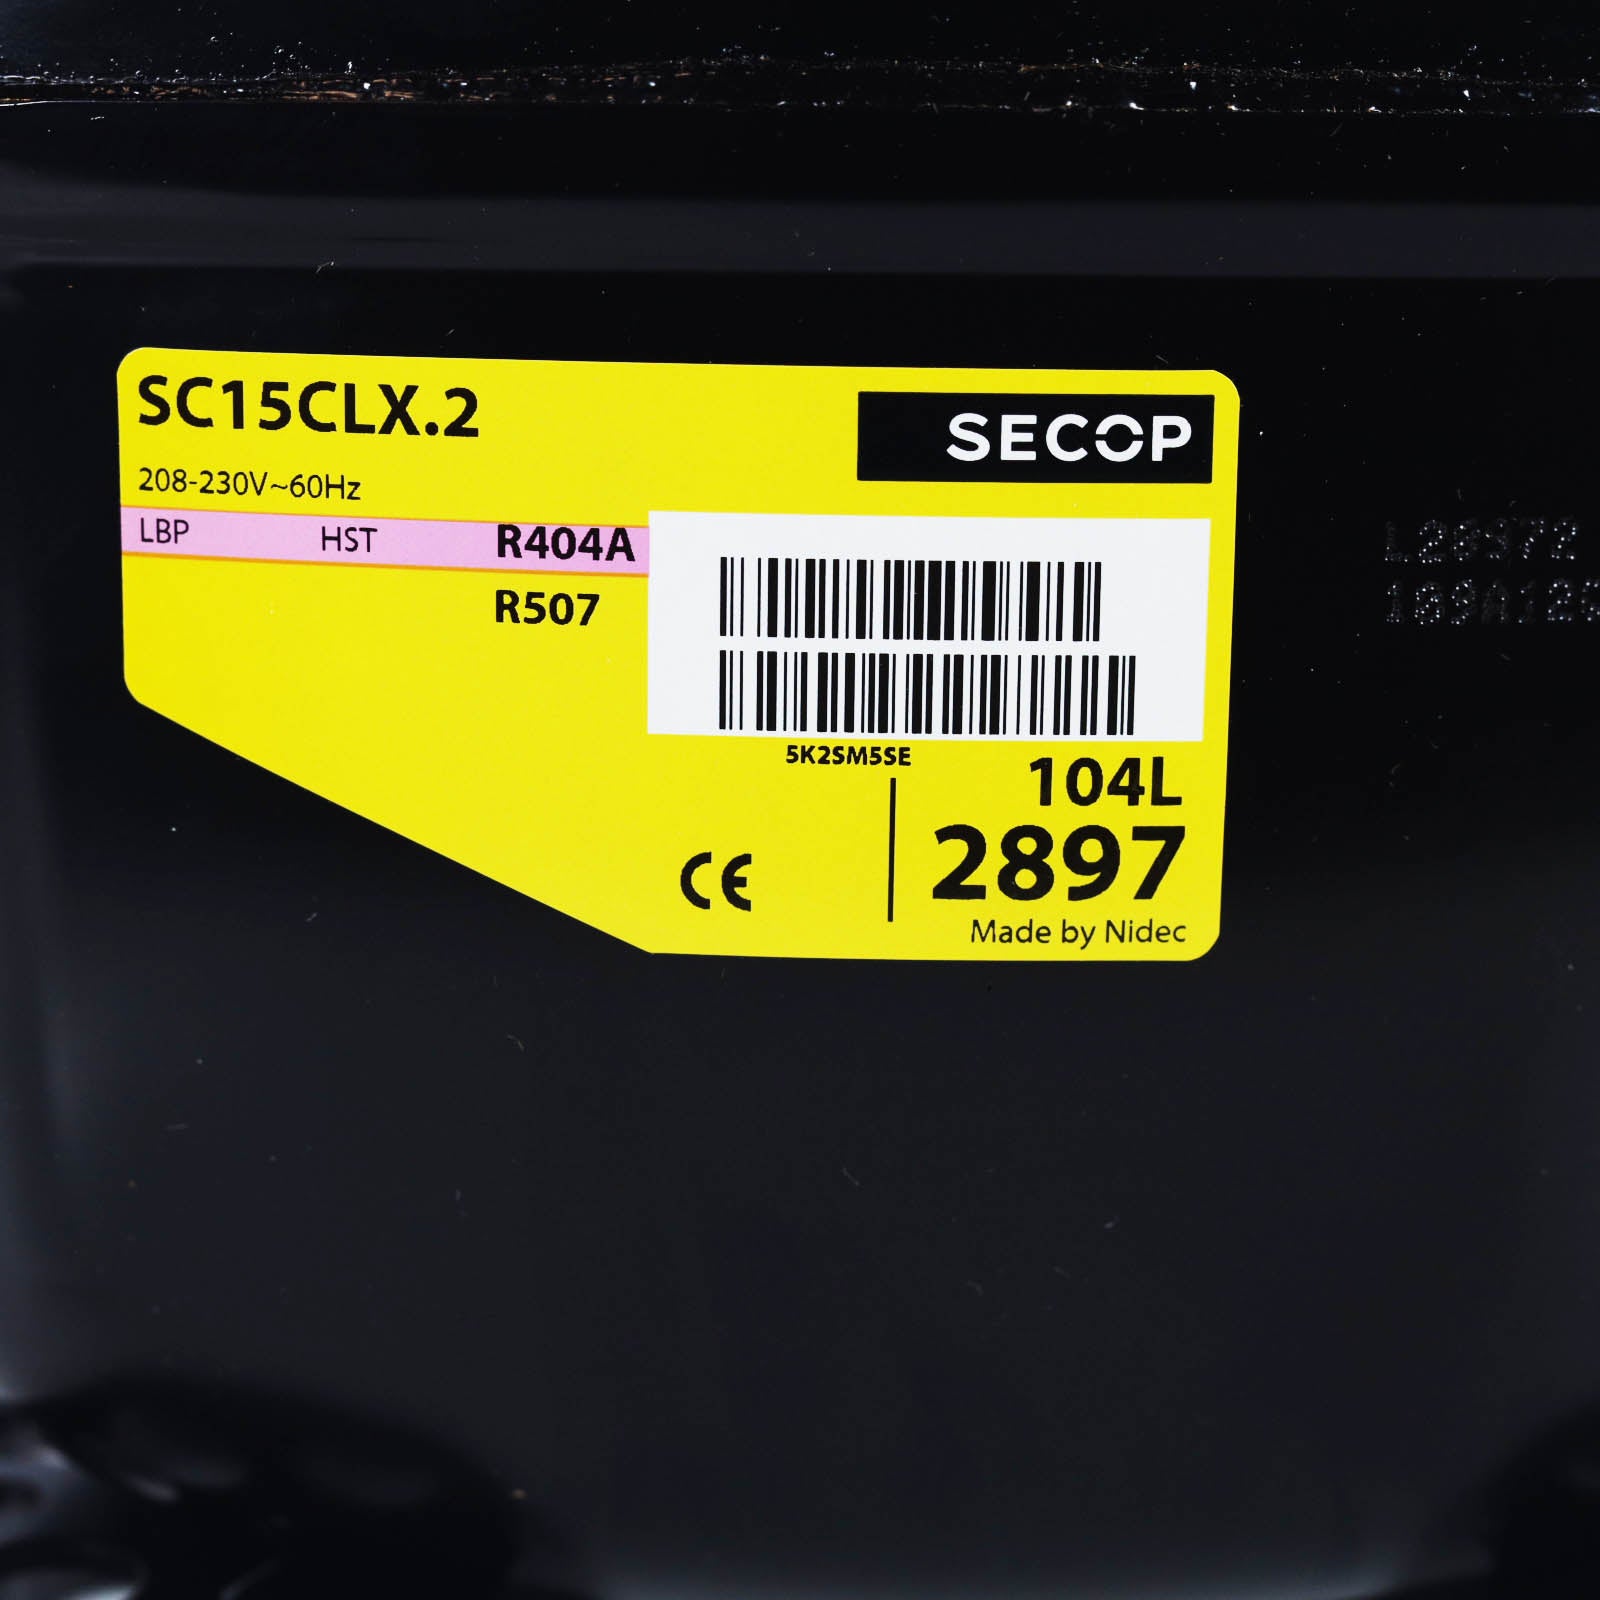 SC15CLX.2
SECOP
208-230V~60Hz
LBP HST R404A
R507
5K2SM5SE
104L
2897
CE
Made by Nidec